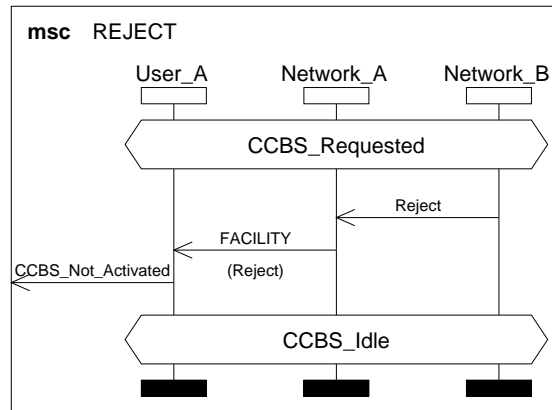 msc REJECT
User_A Network_A Network_B
CCBS_Requested
Reject
FACILITY
(Reject)
CCBS_Not_Activated
CCBS_Idle